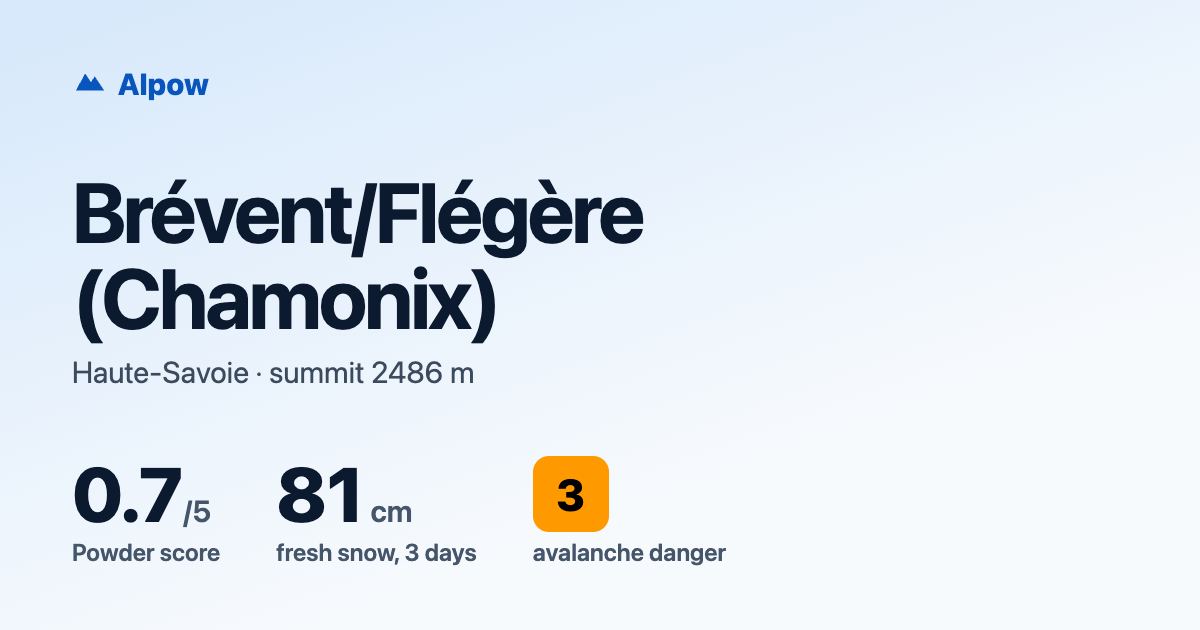 Alpow
Brévent/Flégère
(Chamonix)
Haute-Savoie · summit 2486 m
0.7/5
Powder score
81 cm
fresh snow, 3 days
3
avalanche danger